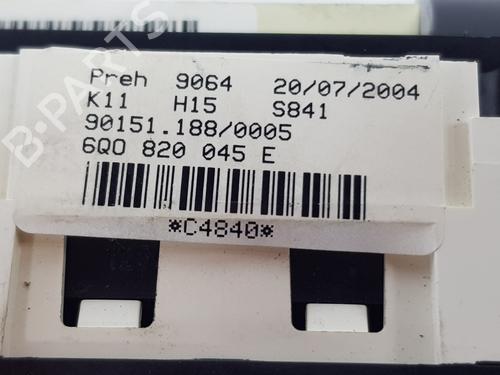 Preh 9064 20/07/2004
K11 H15 S841
90151.188/0005
6Q0 820 045 E
*C4840*
B-PARTS